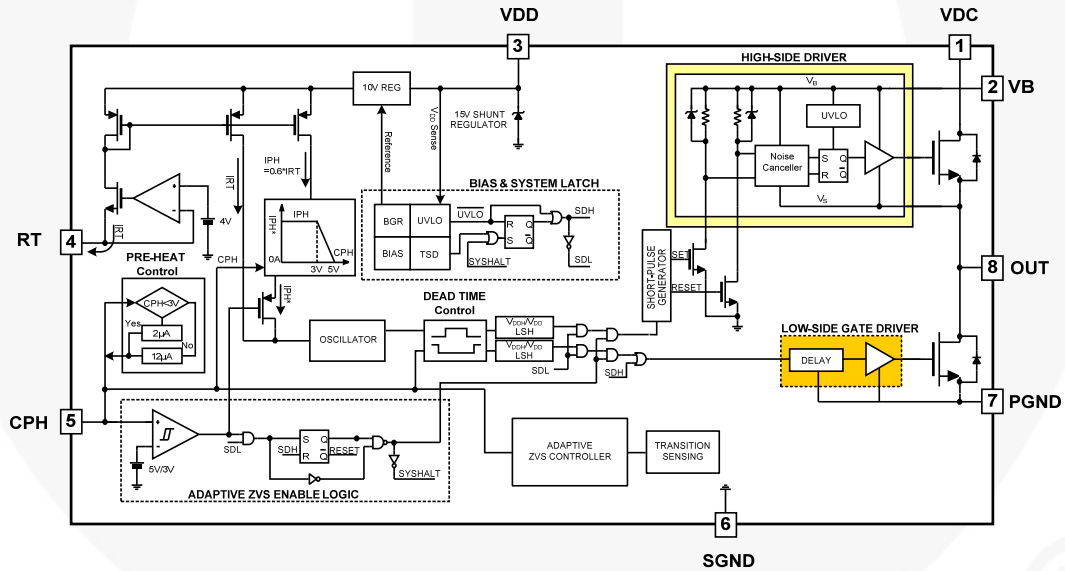 VDD
VDC
3
1
HIGH-SIDE DRIVER
VB
2
VB
10V REG
VDD Sense
15V SHUNT
REGULATOR
Reference
UVLO
Noise
Canceller
S
Q
R
Q
VS
IPH
=0.6*IRT
IRT
4V
RT
4
IRT
BIAS & SYSTEM LATCH
BGR
UVLO
BIAS
TSD
UVLO
R
Q
S
Q
SYSHALT
SDH
SDL
IPH*
IPH
CPH
0A
3V
5V
CPH
IPH*
PRE-HEAT
Control
CPH<3V
Yes
No
2µA
12µA
SHORT-PULSE
GENERATOR
SET
RESET
8
OUT
DEAD TIME
Control
OSCILLATOR
VDDH/VDD
LSH
VDDH/VDD
LSH
SDL
SDH
LOW-SIDE GATE DRIVER
DELAY
7
PGND
CPH
5
5V/3V
SDL
SDH
S
Q
R
Q
RESET
SYSHALT
ADAPTIVE ZVS ENABLE LOGIC
ADAPTIVE
ZVS CONTROLLER
TRANSITION
SENSING
6
SGND